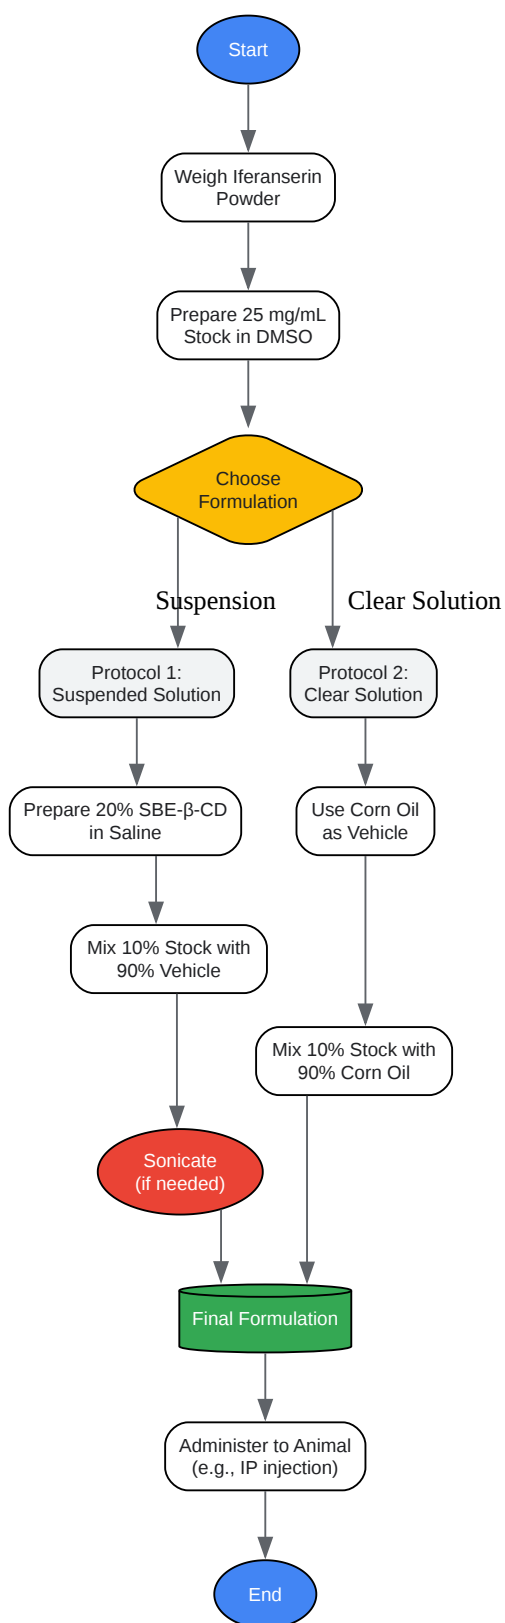 Start
Weigh Iferanserin
Powder
Prepare 25 mg/mL
Stock in DMSO
Choose
Formulation
Suspension
Clear Solution
Protocol 1:
Suspended Solution
Protocol 2:
Clear Solution
Prepare 20% SBE-β-CD
in Saline
Use Corn Oil
as Vehicle
Mix 10% Stock with
90% Vehicle
Mix 10% Stock with
90% Corn Oil
Sonicate
(if needed)
Final Formulation
Administer to Animal
(e.g., IP injection)
End